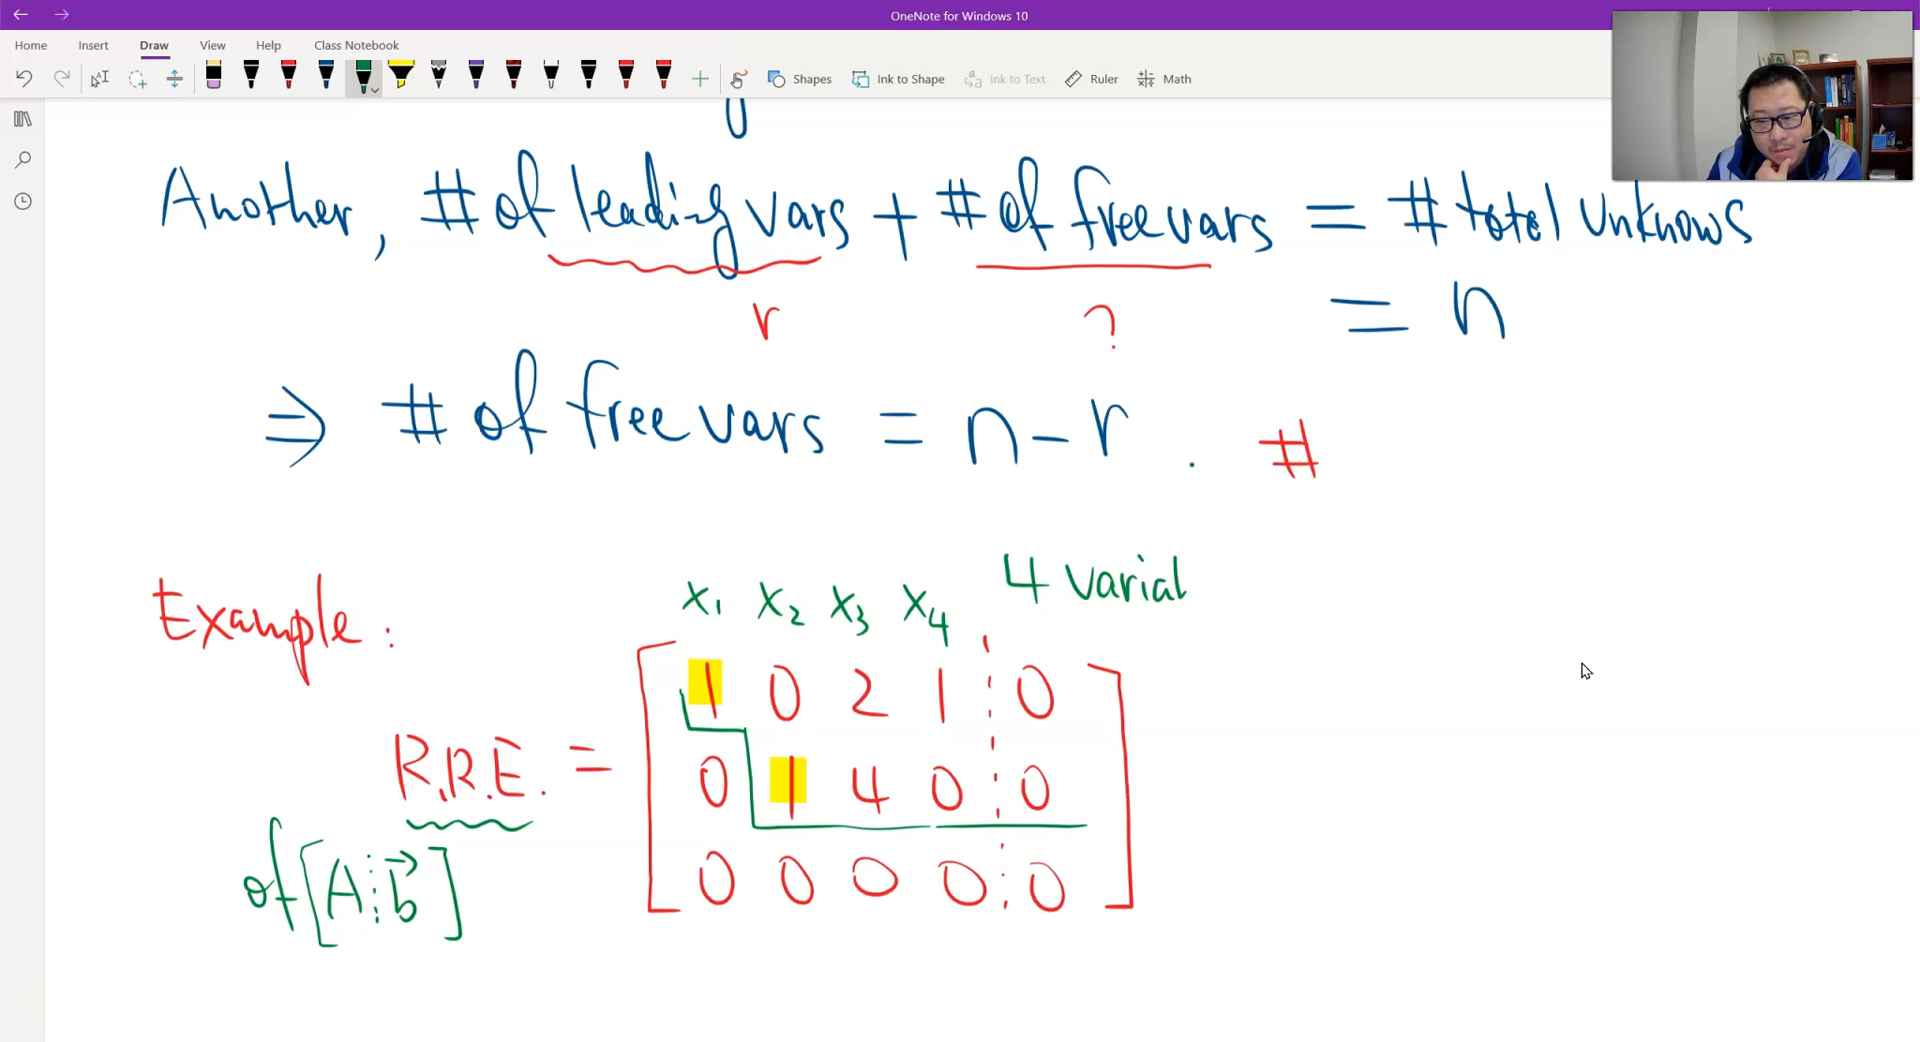 OneNote for Windows 10
Home Insert Draw View Help Class Notebook
Shapes Ink to Shape Ink to Text Ruler Math
Another, # of leading vars + # of free vars = # totel unknows
r ? = n
⇒ # of free vars = n - r . #
Example:
x₁ x₂ x₃ x₄ 4 varial
1 0 2 1 0
R.R.E. = 0 1 4 0 0
of [A b⃗] 0 0 0 0 0